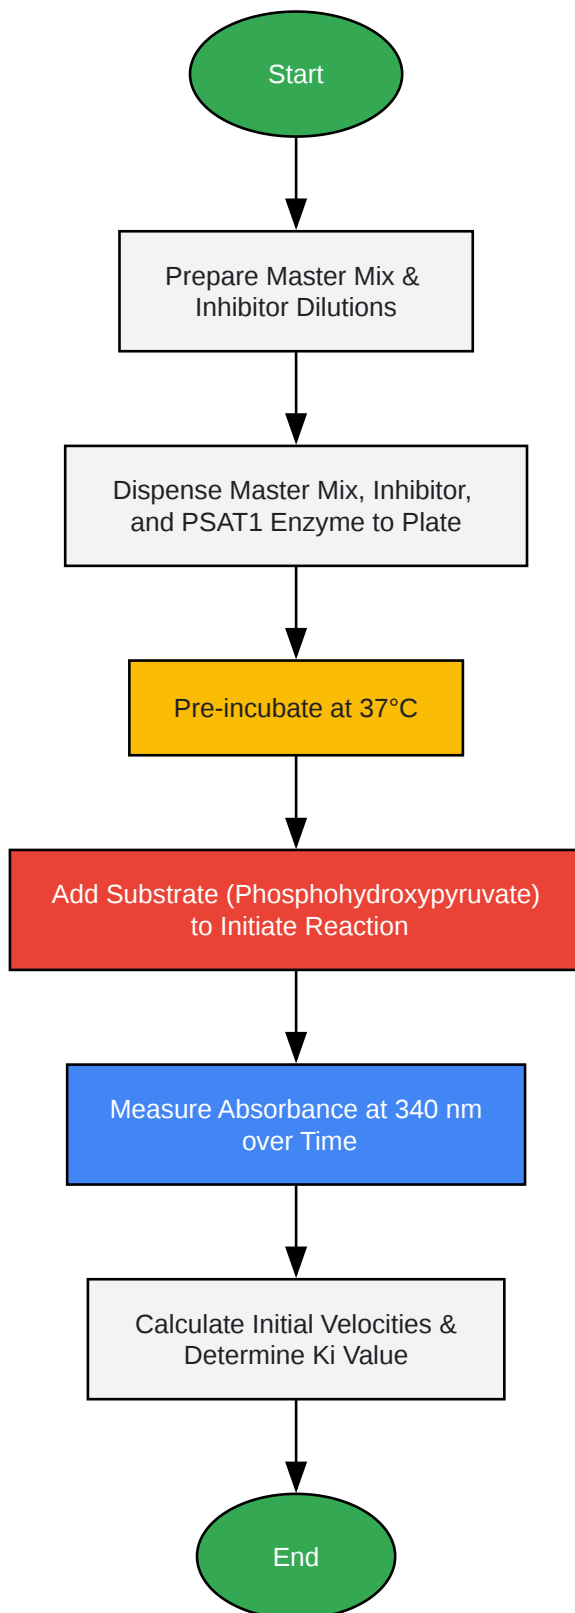 Start
Prepare Master Mix &
Inhibitor Dilutions
Dispense Master Mix, Inhibitor,
and PSAT1 Enzyme to Plate
Pre-incubate at 37°C
Add Substrate (Phosphohydroxypyruvate)
to Initiate Reaction
Measure Absorbance at 340 nm
over Time
Calculate Initial Velocities &
Determine Ki Value
End